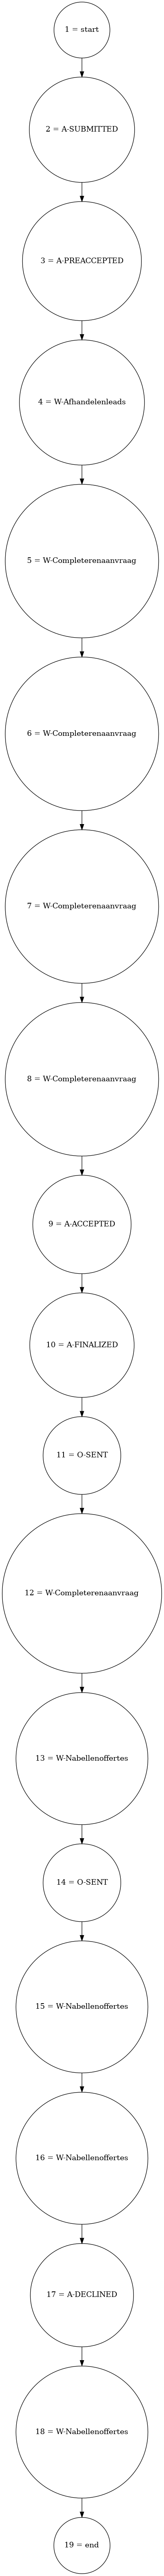 1 = start
2 = A-SUBMITTED
3 = A-PREACCEPTED
4 = W-Afhandelenleads
5 = W-Completerenaanvraag
6 = W-Completerenaanvraag
7 = W-Completerenaanvraag
8 = W-Completerenaanvraag
9 = A-ACCEPTED
10 = A-FINALIZED
11 = O-SENT
12 = W-Completerenaanvraag
13 = W-Nabellenoffertes
14 = O-SENT
15 = W-Nabellenoffertes
16 = W-Nabellenoffertes
17 = A-DECLINED
18 = W-Nabellenoffertes
19 = end